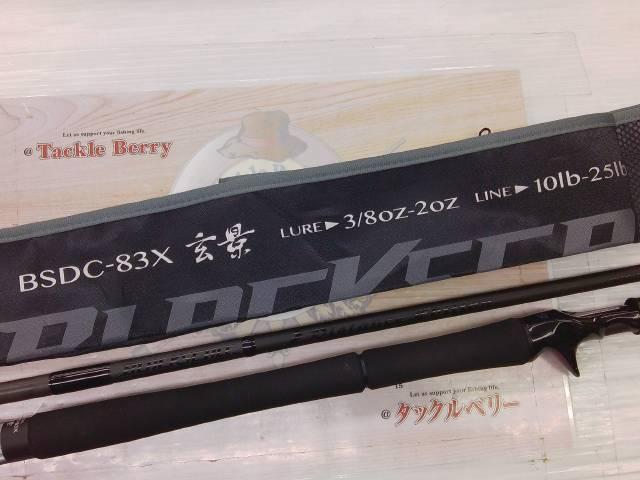 Let us support your fishing life.
@ Tackle Berry
BSDC-83X 玄景 LURE▶3/8oz-2oz LINE▶10lb-25lb
Let us support your fishing life.
@ タックルベリー